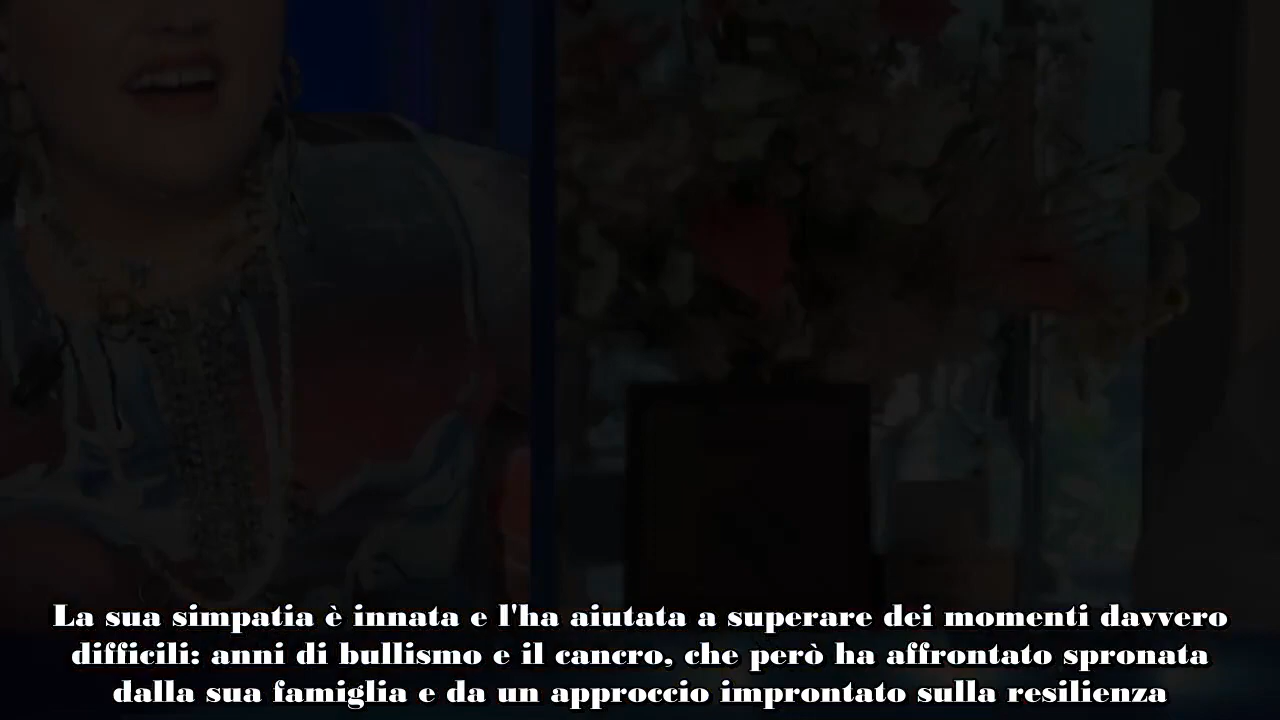 La sua simpatia è innata e l'ha aiutata a superare dei momenti davvero
difficili: anni di bullismo e il cancro, che però ha affrontato spronata
dalla sua famiglia e da un approccio improntato sulla resilienza